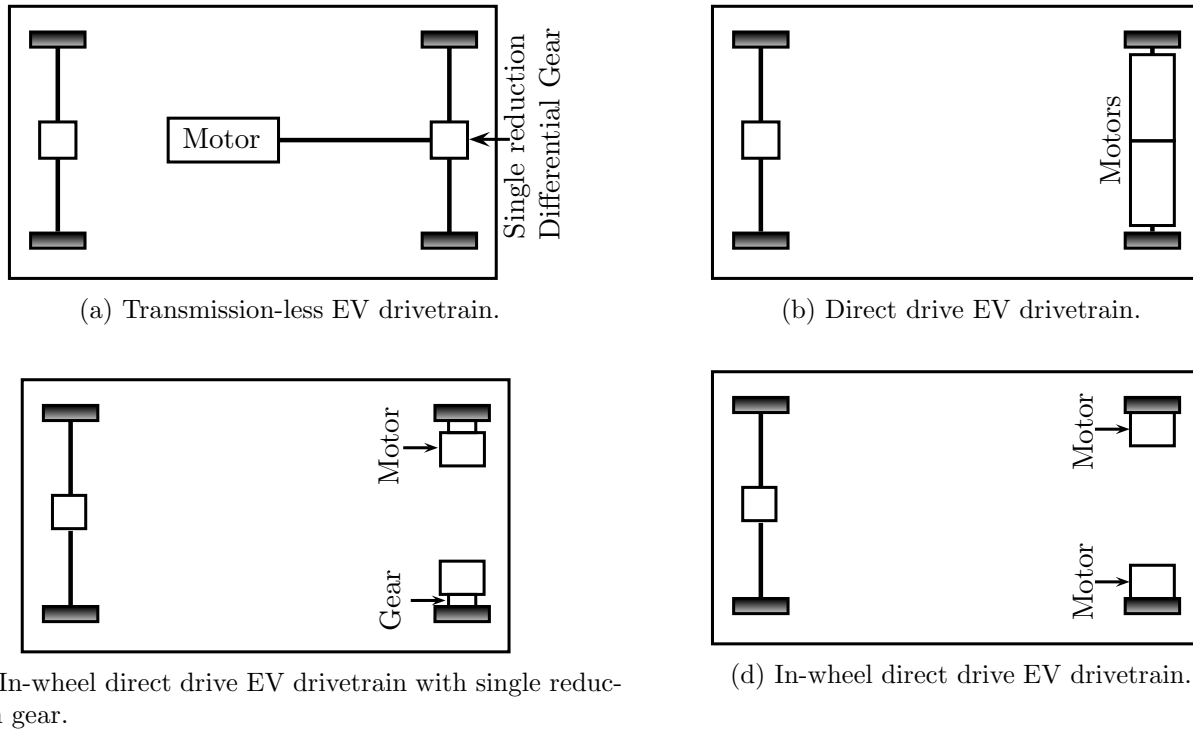 Motor
Single reduction
Differential Gear
Motors
(a) Transmission-less EV drivetrain.
(b) Direct drive EV drivetrain.
Motor
Gear
Motor
Motor
In-wheel direct drive EV drivetrain with single reduc-
gear.
(d) In-wheel direct drive EV drivetrain.